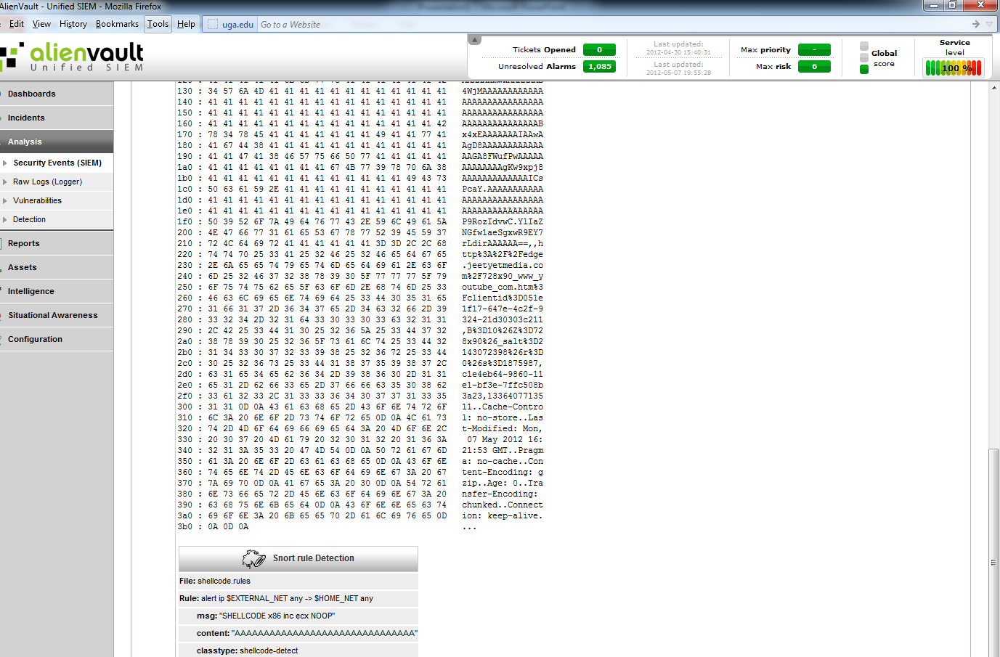 AlienVault - Unified SIEM - Mozilla Firefox
Edit View History Bookmarks Tools Help uga.edu Go to a Website
alienvault
Unified SIEM
Tickets Opened 0
Unresolved Alarms 1,085
Last updated:
2012-04-30 15:40:31
Last updated:
2012-05-07 19:55:28
Max priority -
Max risk 6
Global
score
Service
level
100 %
Dashboards
Incidents
Analysis
Security Events (SIEM)
Raw Logs (Logger)
Vulnerabilities
Detection
Reports
Assets
Intelligence
Situational Awareness
Configuration
130 : 34 57 6A 4D 41 41 41 41 41 41 41 41 41 41 41 41 4WjMAAAAAAAAAAAA
140 : 41 41 41 41 41 41 41 41 41 41 41 41 41 41 41 41 AAAAAAAAAAAAAAAA
150 : 41 41 41 41 41 41 41 41 41 41 41 41 41 41 41 41 AAAAAAAAAAAAAAAA
160 : 41 41 41 41 41 41 41 41 41 41 41 41 41 41 41 42 AAAAAAAAAAAAAAAB
170 : 78 34 78 45 41 41 41 41 41 41 41 49 41 41 77 41 x4xEAAAAAAAIAAwA
180 : 41 67 44 38 41 41 41 41 41 41 41 41 41 41 41 41 AgD8AAAAAAAAAAAA
190 : 41 41 47 41 38 46 57 75 66 50 77 41 41 41 41 41 AAGA8FWufPwAAAAA
1a0 : 41 41 41 41 41 41 41 41 67 4B 77 39 78 70 6A 38 AAAAAAAAgKw9xpj8
1b0 : 41 41 41 41 41 41 41 41 41 41 41 41 41 49 43 73 AAAAAAAAAAAAAICs
1c0 : 50 63 61 59 2E 41 41 41 41 41 41 41 41 41 41 41 PcaY.AAAAAAAAAAA
1d0 : 41 41 41 41 41 41 41 41 41 41 41 41 41 41 41 41 AAAAAAAAAAAAAAAA
1e0 : 41 41 41 41 41 41 41 41 41 41 41 41 41 41 41 41 AAAAAAAAAAAAAAAA
1f0 : 50 39 52 6F 7A 49 64 76 77 43 2E 59 6C 49 61 5A P9RozIdvwC.YlIaZ
200 : 4E 47 66 77 31 61 65 53 67 78 77 52 39 45 59 37 NGfw1aeSgxwR9EY7
210 : 72 4C 64 69 72 41 41 41 41 41 41 3D 3D 2C 2C 68 rLdirAAAAAA==,,h
220 : 74 74 70 25 33 41 25 32 46 25 32 46 65 64 67 65 ttp%3A%2F%2Fedge
230 : 2E 6A 65 65 74 79 65 74 6D 65 64 69 61 2E 63 6F .jeetyetmedia.co
240 : 6D 25 32 46 37 32 38 78 39 30 5F 77 77 77 5F 79 m%2F728x90_www_y
250 : 6F 75 74 75 62 65 5F 63 6F 6D 2E 68 74 6D 25 33 outube_com.htm%3
260 : 46 63 6C 69 65 6E 74 69 64 25 33 44 30 35 31 65 Fclientid%3D051e
270 : 31 66 31 37 2D 36 34 37 65 2D 34 63 32 66 2D 39 1f17-647e-4c2f-9
280 : 33 32 34 2D 32 31 64 33 30 33 30 33 63 32 31 31 324-21d30303c211
290 : 2C 42 25 33 44 31 30 25 32 36 5A 25 33 44 37 32 ,B%3D10%26Z%3D72
2a0 : 38 78 39 30 25 32 36 5F 73 61 6C 74 25 33 44 32 8x90%26_salt%3D2
2b0 : 31 34 33 30 37 32 33 39 38 25 32 36 72 25 33 44 143072398%26r%3D
2c0 : 30 25 32 36 73 25 33 44 31 38 37 35 39 38 37 2C 0%26s%3D1875987,
2d0 : 63 31 65 34 65 62 36 34 2D 39 38 36 30 2D 31 31 c1e4eb64-9860-11
2e0 : 65 31 2D 62 66 33 65 2D 37 66 66 63 35 30 38 62 e1-bf3e-7ffc508b
2f0 : 33 61 32 33 2C 31 33 33 36 34 30 37 37 31 33 35 3a23,13364077135
300 : 31 31 0D 0A 43 61 63 68 65 2D 43 6F 6E 74 72 6F 11..Cache-Contro
310 : 6C 3A 20 6E 6F 2D 73 74 6F 72 65 0D 0A 4C 61 73 l: no-store..Las
320 : 74 2D 4D 6F 64 69 66 69 65 64 3A 20 4D 6F 6E 2C t-Modified: Mon,
330 : 20 30 37 20 4D 61 79 20 32 30 31 32 20 31 36 3A 07 May 2012 16:
340 : 32 31 3A 35 33 20 47 4D 54 0D 0A 50 72 61 67 6D 21:53 GMT..Pragm
350 : 61 3A 20 6E 6F 2D 63 61 63 68 65 0D 0A 43 6F 6E a: no-cache..Con
360 : 74 65 6E 74 2D 45 6E 63 6F 64 69 6E 67 3A 20 67 tent-Encoding: g
370 : 7A 69 70 0D 0A 41 67 65 3A 20 30 0D 0A 54 72 61 zip..Age: 0..Tra
380 : 6E 73 66 65 72 2D 45 6E 63 6F 64 69 6E 67 3A 20 nsfer-Encoding:
390 : 63 68 75 6E 6B 65 64 0D 0A 43 6F 6E 6E 65 63 74 chunked..Connect
3a0 : 69 6F 6E 3A 20 6B 65 65 70 2D 61 6C 69 76 65 0D ion: keep-alive.
3b0 : 0A 0D 0A ...
Snort rule Detection
File: shellcode.rules
Rule: alert ip $EXTERNAL_NET any -> $HOME_NET any
msg: "SHELLCODE x86 inc ecx NOOP"
content: "AAAAAAAAAAAAAAAAAAAAAAAAAAAAAAA"
classtype: shellcode-detect